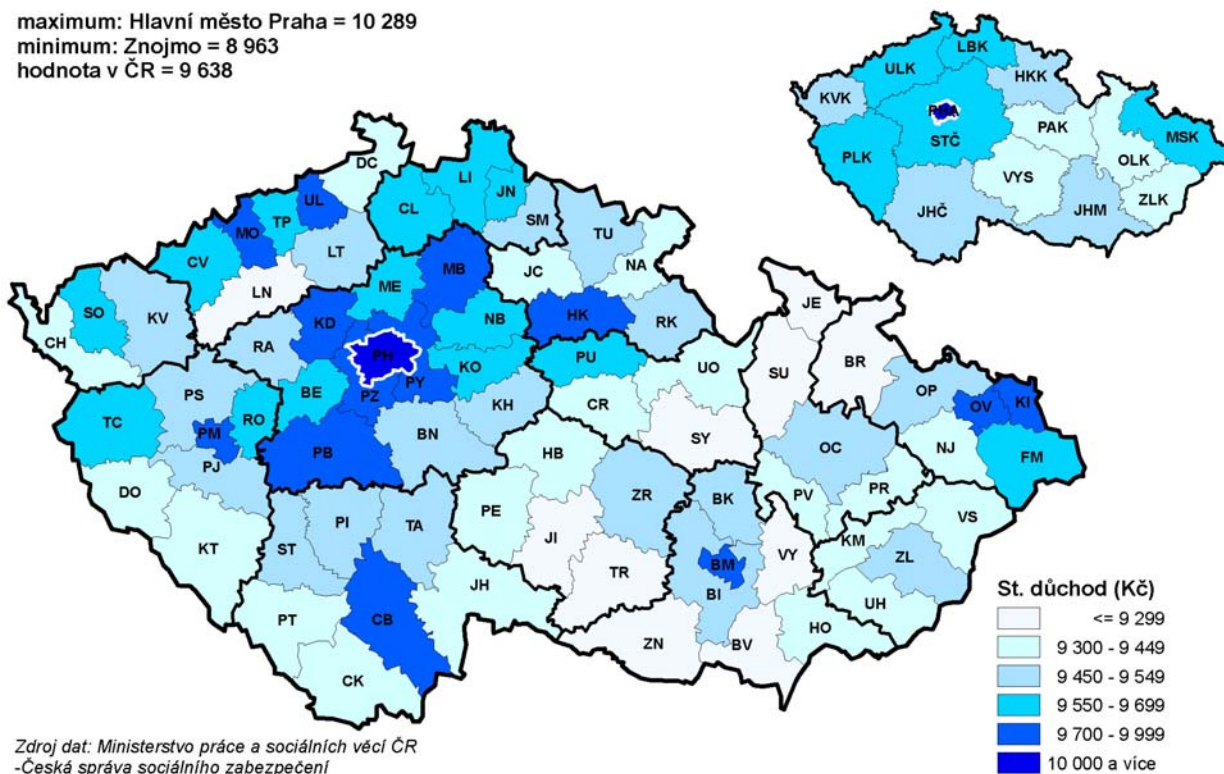 maximum: Hlavní město Praha = 10 289
minimum: Znojmo = 8 963
hodnota v ČR = 9 638
LBK
ULK
HKK
KVK
PHA
STČ
PAK
MSK
PLK
OLK
VYS
ZLK
JHČ
JHM
DC
LI
JN
UL
CL
TP
MO
SM
TU
LT
CV
MB
JC
NA
ME
LN
JE
SO
KV
KD
NB
HK
RK
CH
RA
BR
PH
PU
KO
UO
SU
PS
BE
PZ
PY
OP
OV
KI
TC
RO
KH
CR
PM
BN
SY
OC
NJ
FM
PB
HB
PJ
DO
ZR
BK
PV
PR
PI
TA
PE
VS
KT
ST
JI
VY
KM
BM
ZL
TR
BI
JH
PT
CB
UH
HO
ZN
BV
CK
St. důchod (Kč)
<= 9 299
9 300 - 9 449
9 450 - 9 549
9 550 - 9 699
9 700 - 9 999
10 000 a více
Zdroj dat: Ministerstvo práce a sociálních věcí ČR
-Česká správa sociálního zabezpečení